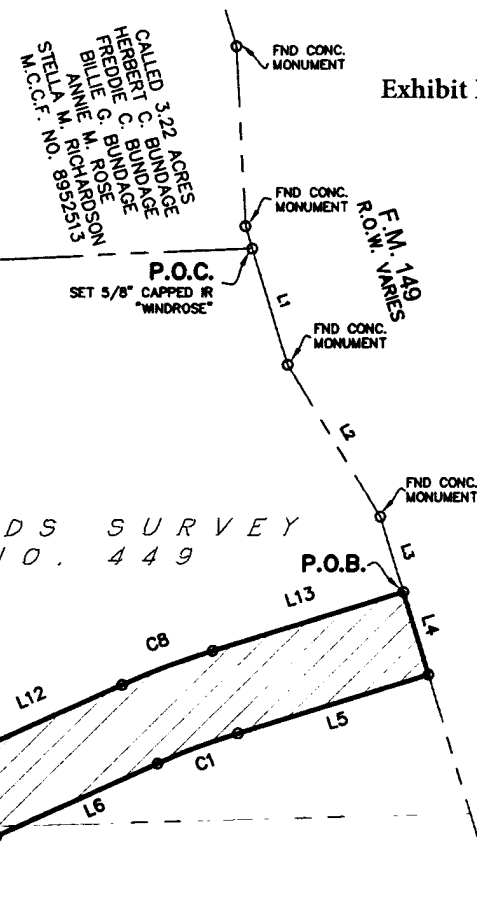 FND CONC.
MONUMENT
Exhibit
CALLED 3.22 ACRES
HERBERT C. BUNDAGE
FREDDIE C. BUNDAGE
BILLIE G. BUNDAGE
ANNIE M. ROSE
STELLA M. RICHARDSON
M.C.C.F. NO. 8952513
FND CONC.
MONUMENT
F.M. 149
R.O.W. VARIES
P.O.C.
SET 5/8" CAPPED IR
"WINDROSE"
L1
FND CONC.
MONUMENT
L2
FND CONC.
MONUMENT
DS SURVEY
NO. 449
L3
P.O.B.
L13
L4
C8
L12
L5
C1
L6